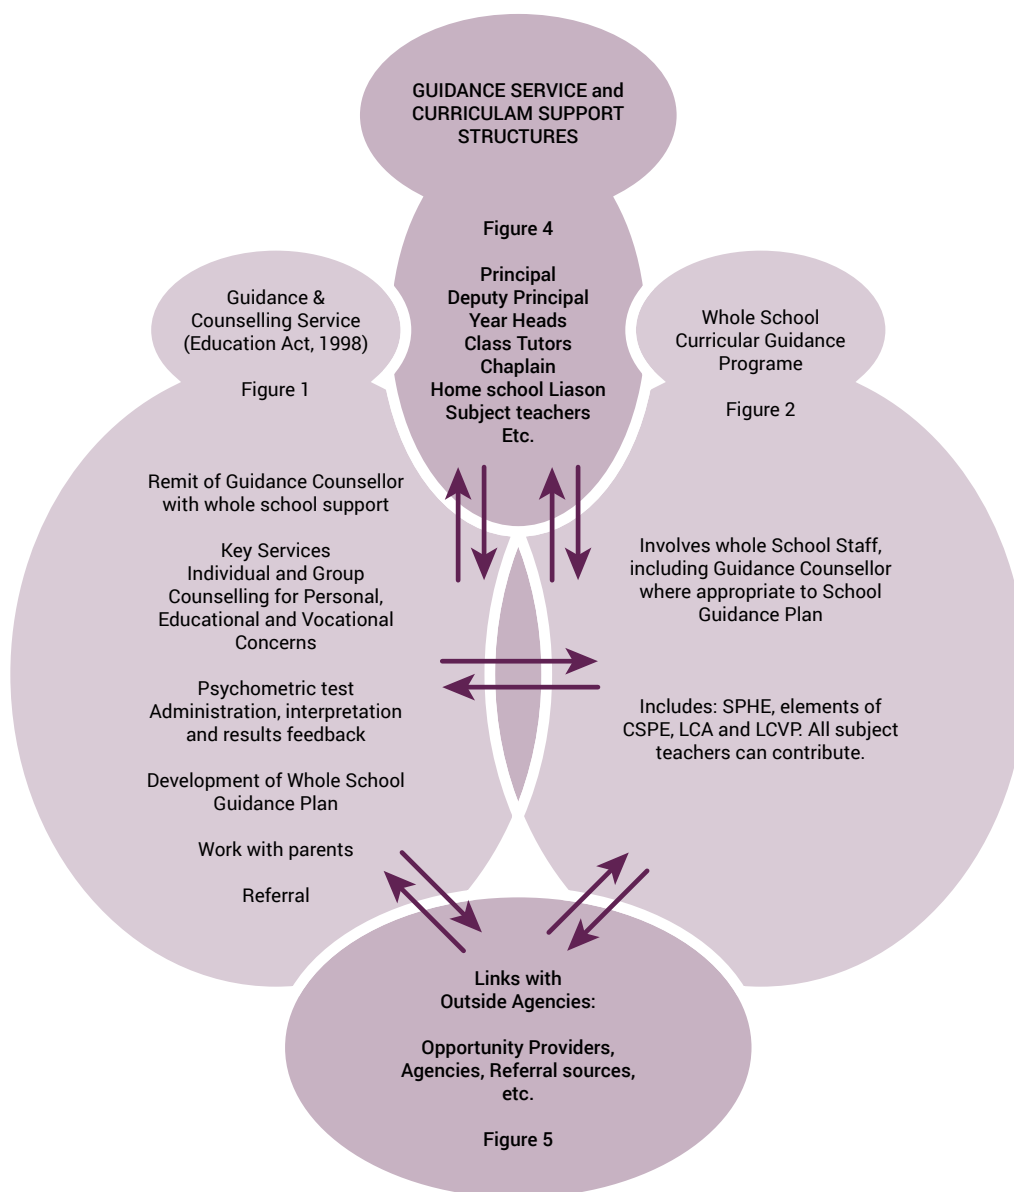 GUIDANCE SERVICE and
CURRICULAM SUPPORT
STRUCTURES
Figure 4
Principal
Deputy Principal
Year Heads
Class Tutors
Chaplain
Home school Liason
Subject teachers
Etc.
Guidance &
Counselling Service
(Education Act, 1998)
Figure 1
Remit of Guidance Counsellor
with whole school support
Key Services
Individual and Group
Counselling for Personal,
Educational and Vocational
Concerns
Psychometric test
Administration, interpretation
and results feedback
Development of Whole School
Guidance Plan
Work with parents
Referral
Whole School
Curricular Guidance
Programe
Figure 2
Involves whole School Staff,
including Guidance Counsellor
where appropriate to School
Guidance Plan
Includes: SPHE, elements of
CSPE, LCA and LCVP. All subject
teachers can contribute.
Links with
Outside Agencies:
Opportunity Providers,
Agencies, Referral sources,
etc.
Figure 5